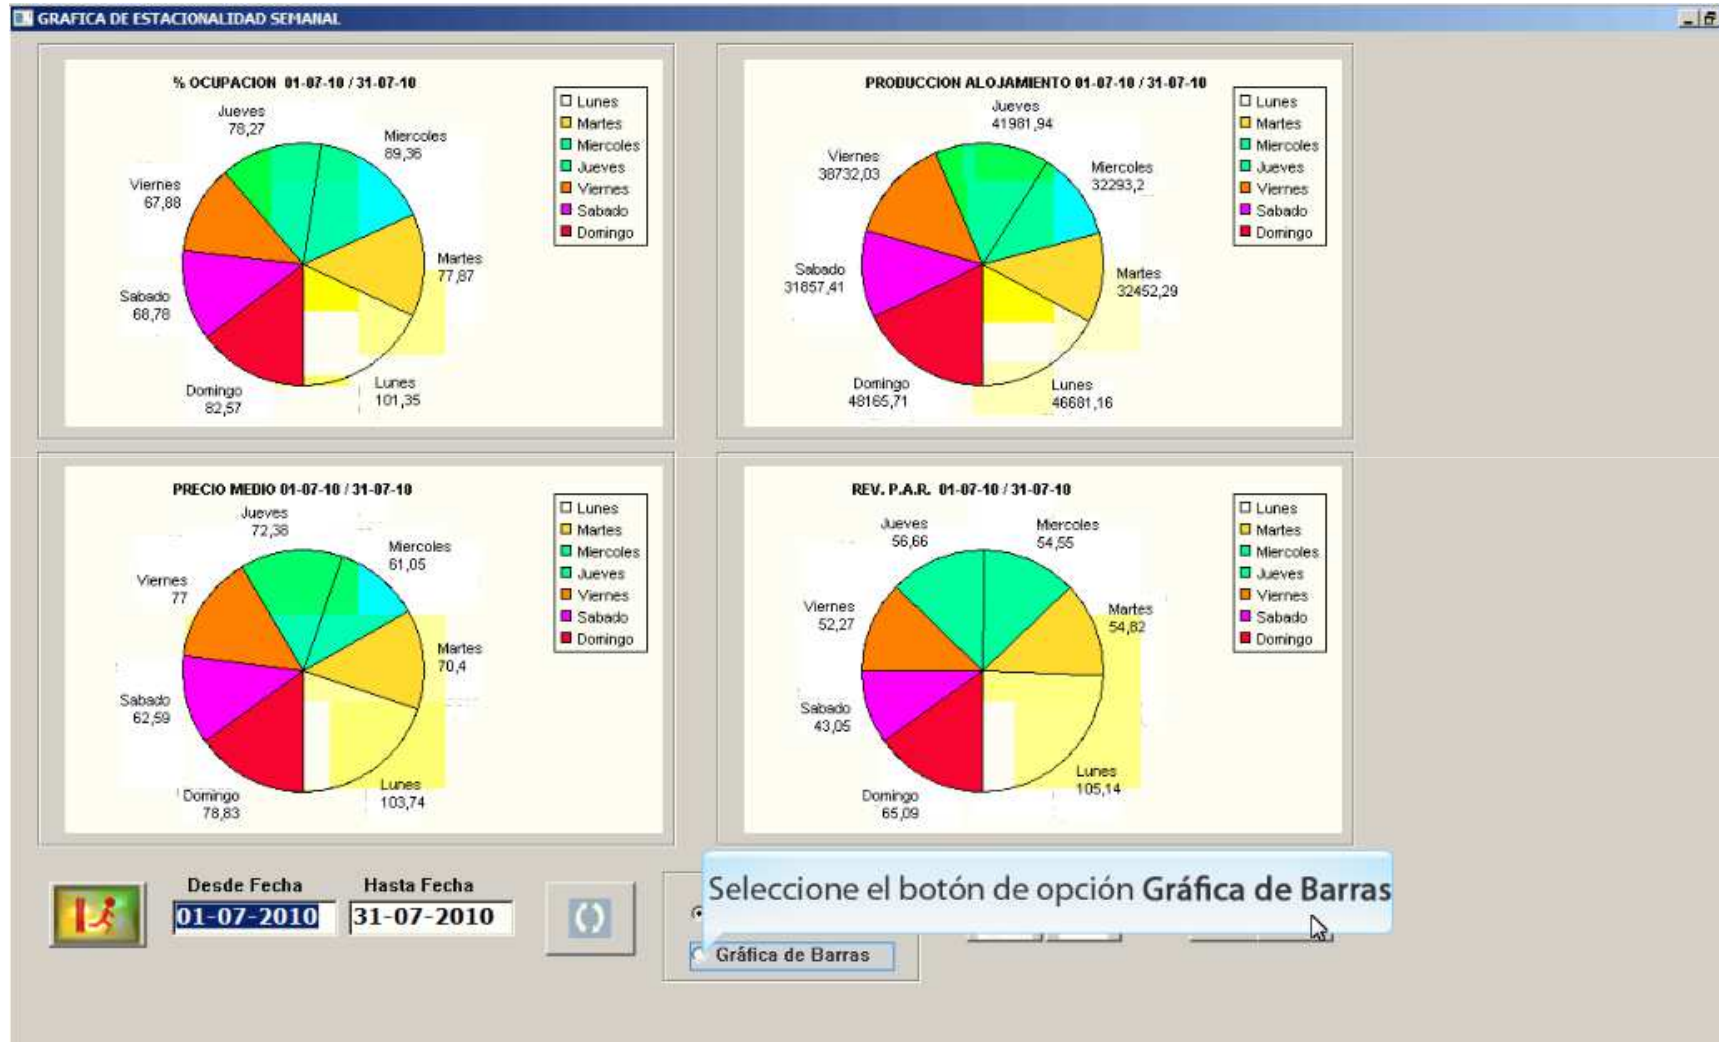 GRAFICA DE ESTACIONALIDAD SEMANAL
% OCUPACION 01-07-10 / 31-07-10
Jueves
78,27
Miercoles
89,36
Viernes
67,88
Martes
77,87
Sabado
68,78
Domingo
82,57
Lunes
101,35
Lunes
Martes
Miercoles
Jueves
Viernes
Sabado
Domingo
PRODUCCION ALOJAMIENTO 01-07-10 / 31-07-10
Jueves
41981,94
Viernes
38732,03
Miercoles
32293,2
Sabado
31857,41
Martes
32452,29
Domingo
48165,71
Lunes
46681,16
Lunes
Martes
Miercoles
Jueves
Viernes
Sabado
Domingo
PRECIO MEDIO 01-07-10 / 31-07-10
Jueves
72,38
Miercoles
61,05
Viernes
77
Martes
70,4
Sabado
62,59
Domingo
78,83
Lunes
103,74
Lunes
Martes
Miercoles
Jueves
Viernes
Sabado
Domingo
REV. P.A.R. 01-07-10 / 31-07-10
Jueves
56,66
Miercoles
54,55
Viernes
52,27
Martes
54,82
Sabado
43,05
Lunes
105,14
Domingo
65,09
Lunes
Martes
Miercoles
Jueves
Viernes
Sabado
Domingo
Desde Fecha Hasta Fecha
01-07-2010 31-07-2010
Seleccione el botón de opción Gráfica de Barras
Gráfica de Barras